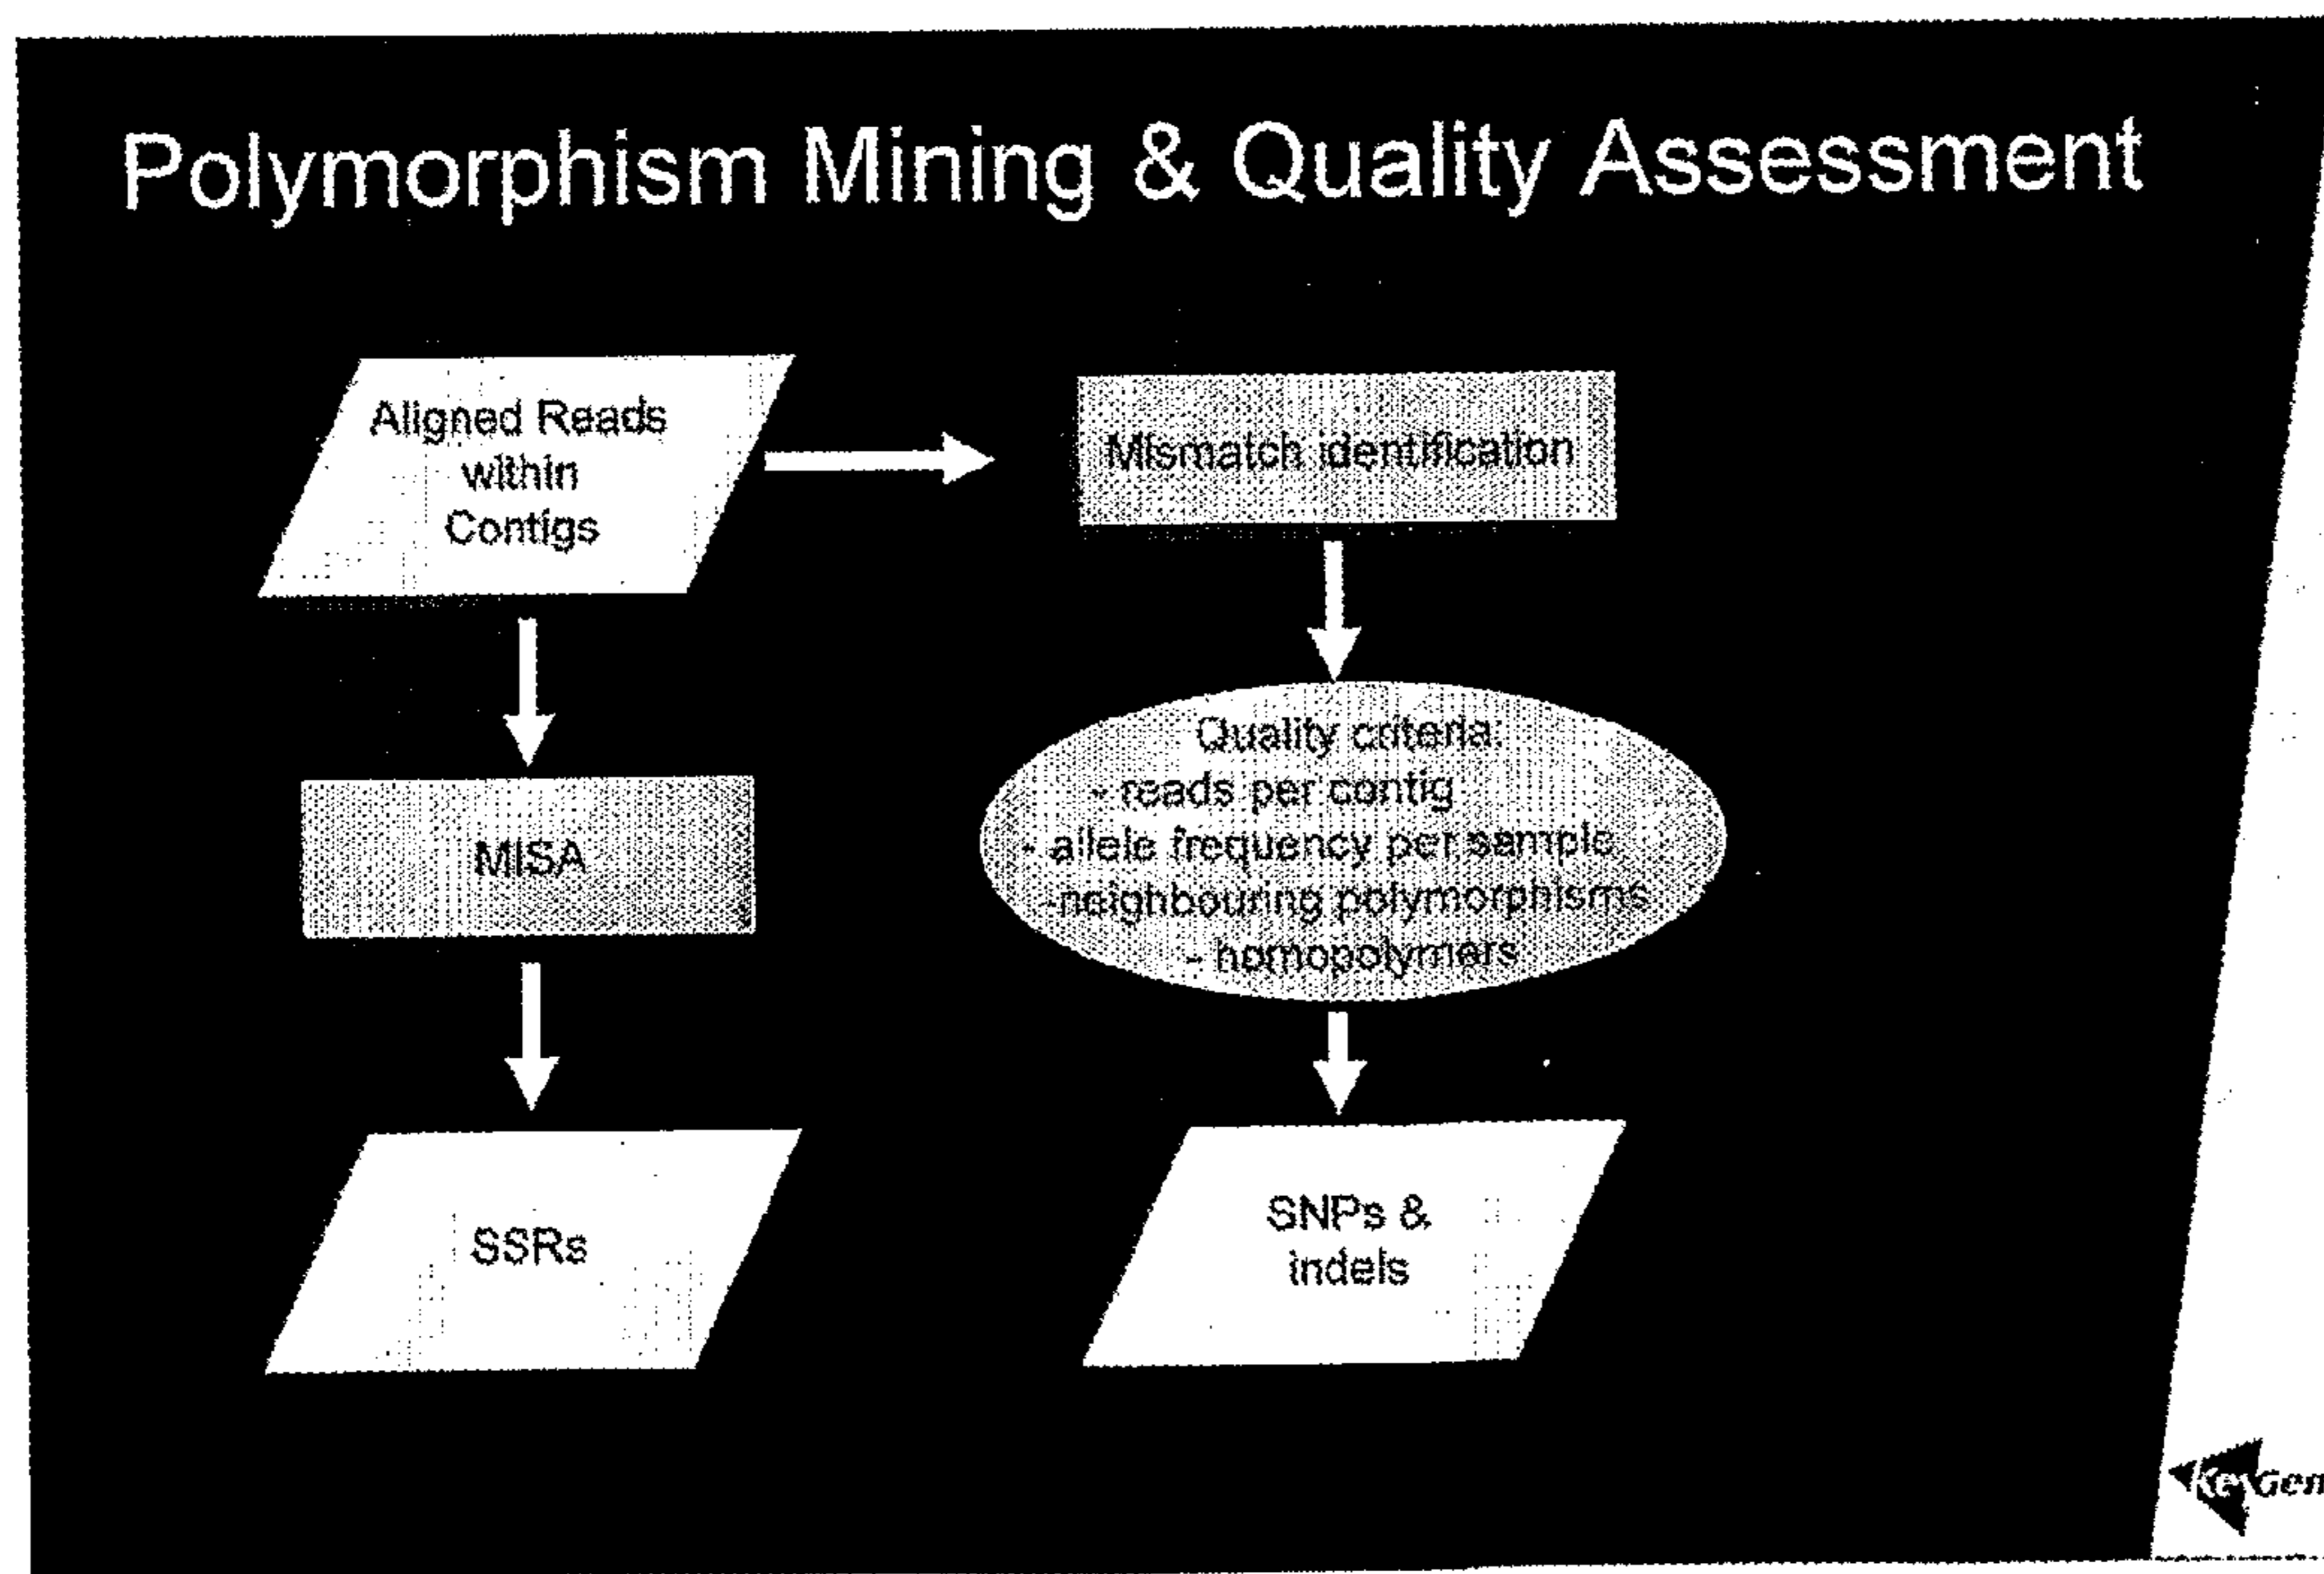 Polymorphism Mining & Quality Assessment
Aligned Reads
within
Contigs
Mismatch identification
MISA
Quality criteria:
- reads per contig
- allele frequency per sample
-neighbouring polymorphisms
- homopolymers
SSRs
SNPs &
indels
KeyGen